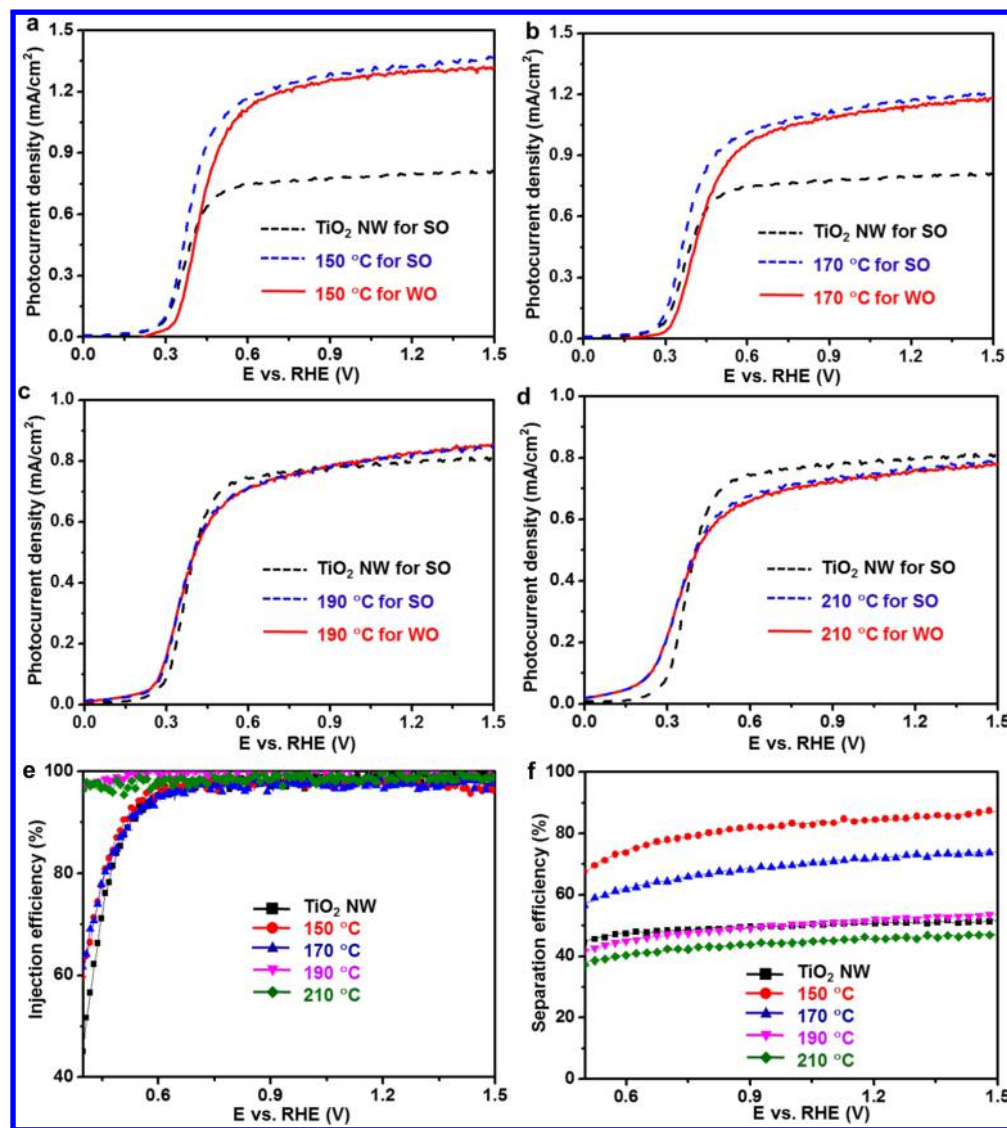 a
Photocurrent density (mA/cm²)
1.5
1.2
0.9
0.6
0.3
0.0
TiO₂ NW for SO
150 °C for SO
150 °C for WO
0.0 0.3 0.6 0.9 1.2 1.5
E vs. RHE (V)
b
Photocurrent density (mA/cm²)
1.5
1.2
0.9
0.6
0.3
0.0
TiO₂ NW for SO
170 °C for SO
170 °C for WO
0.0 0.3 0.6 0.9 1.2 1.5
E vs. RHE (V)
c
Photocurrent density (mA/cm²)
1.0
0.8
0.6
0.4
0.2
0.0
TiO₂ NW for SO
190 °C for SO
190 °C for WO
0.0 0.3 0.6 0.9 1.2 1.5
E vs. RHE (V)
d
Photocurrent density (mA/cm²)
1.0
0.8
0.6
0.4
0.2
0.0
TiO₂ NW for SO
210 °C for SO
210 °C for WO
0.0 0.3 0.6 0.9 1.2 1.5
E vs. RHE (V)
e
Injection efficiency (%)
100
80
60
40
TiO₂ NW
150 °C
170 °C
190 °C
210 °C
0.6 0.9 1.2 1.5
E vs. RHE (V)
f
Separation efficiency (%)
100
80
60
40
20
0
TiO₂ NW
150 °C
170 °C
190 °C
210 °C
0.6 0.9 1.2 1.5
E vs. RHE (V)